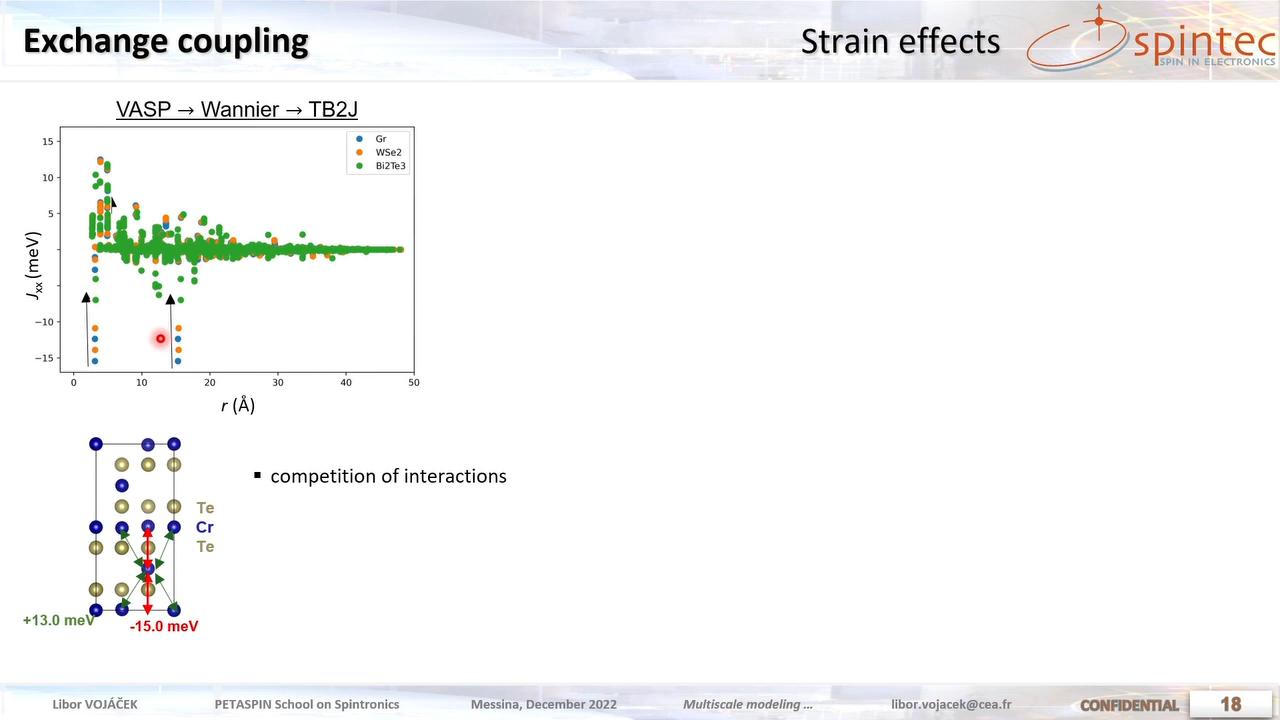 Exchange coupling
Strain effects
spintec
SPIN IN ELECTRONICS
VASP → Wannier → TB2J
Gr
WSe2
Bi2Te3
15
10
5
−10
−15
Jxx (meV)
0 10 20 30 40 50
r (Å)
▪ competition of interactions
Te
Cr
Te
+13.0 meV
-15.0 meV
Libor VOJÁČEK PETASPIN School on Spintronics Messina, December 2022 Multiscale modeling ... libor.vojacek@cea.fr CONFIDENTIAL 18